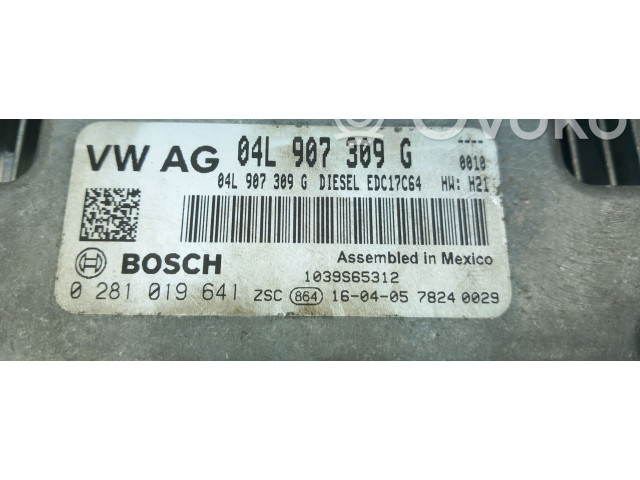 Ovoko
VW AG 04L 907 309 G ----
0010
04L 907 309 G DIESEL EDC17C64 HW: H21
BOSCH Assembled in Mexico
1039S65312
0 281 019 641 ZSC 864 16-04-05 7824 0029